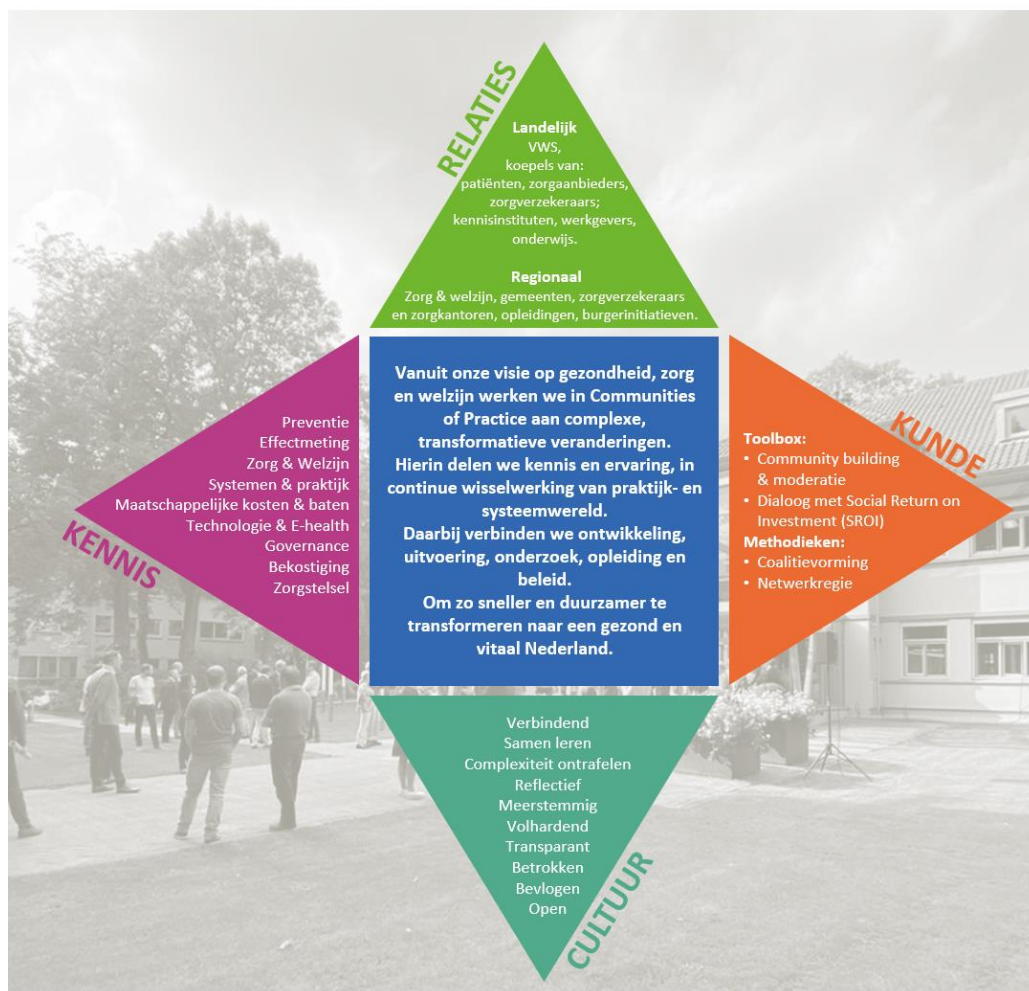 RELATIES
Landelijk
VWS,
koepels van:
patiënten, zorgaanbieders,
zorgverzekeraars;
kennisinstituten, werkgevers,
onderwijs.
Regionaal
Zorg & welzijn, gemeenten, zorgverzekeraars
en zorgkantoren, opleidingen, burgerinitiatieven.
KENNIS
Preventie
Effectmeting
Zorg & Welzijn
Systemen & praktijk
Maatschappelijke kosten & baten
Technologie & E-health
Governance
Bekostiging
Zorgstelsel
Vanuit onze visie op gezondheid, zorg
en welzijn werken we in Communities
of Practice aan complexe,
transformatieve veranderingen.
Hierin delen we kennis en ervaring, in
continue wisselwerking van praktijk- en
systeemwereld.
Daarbij verbinden we ontwikkeling,
uitvoering, onderzoek, opleiding en
beleid.
Om zo sneller en duurzamer te
transformeren naar een gezond en
vitaal Nederland.
KUNDE
Toolbox:
• Community building
& moderatie
• Dialoog met Social Return on
Investment (SROI)
Methodieken:
• Coalitievorming
• Netwerkregie
Verbindend
Samen leren
Complexiteit ontrafelen
Reflectief
Meerstemmig
Volhardend
Transparant
Betrokken
Bevlogen
Open
CULTUUR